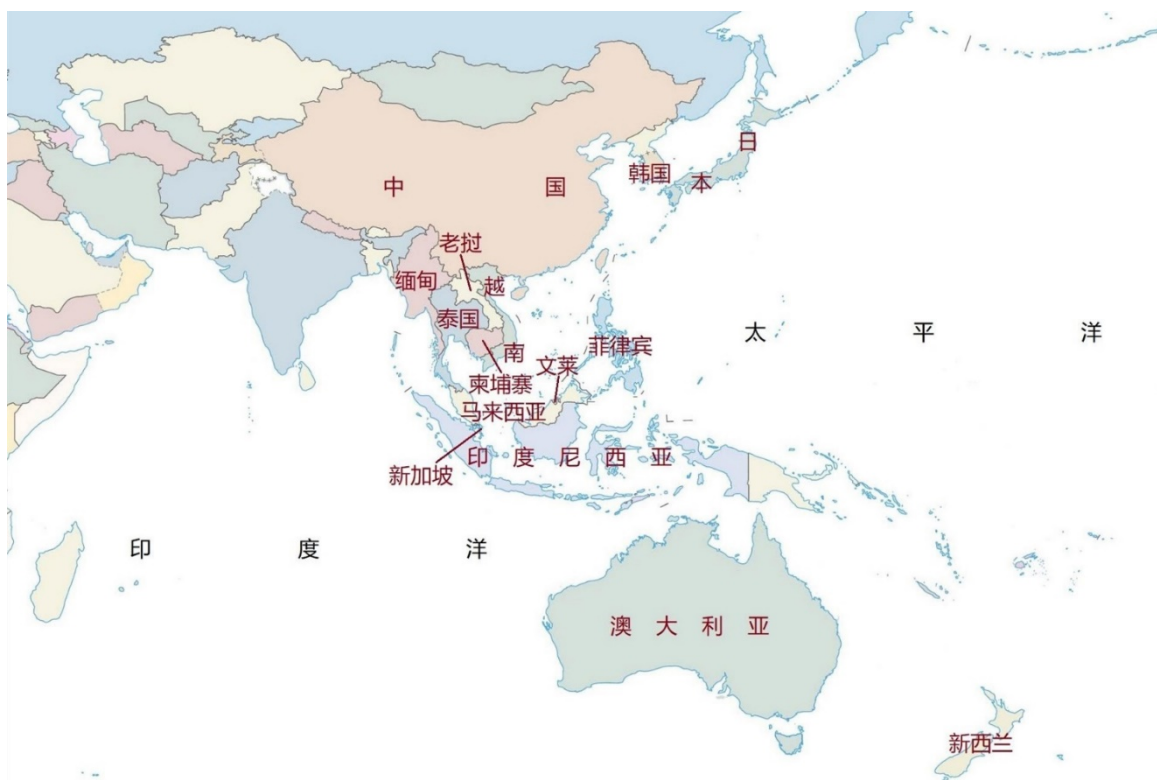 日
韩国
本
中国
老挝
缅甸
越
泰国
太平洋
菲律宾
南
文莱
柬埔寨
马来西亚
印度尼西亚
新加坡
印度洋
澳大利亚
新西兰